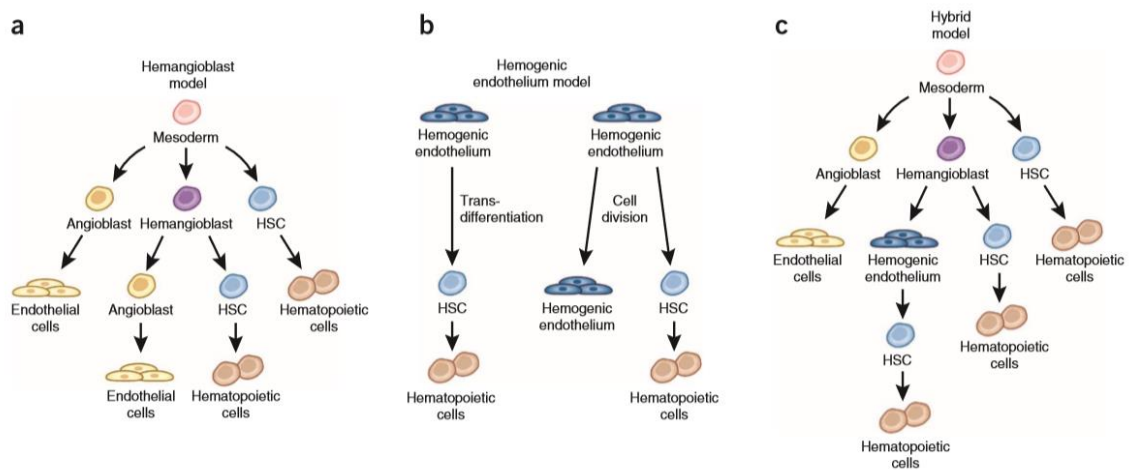 a
Hemangioblast
model
Mesoderm
Angioblast
Hemangioblast
HSC
Endothelial
cells
Angioblast
HSC
Hematopoietic
cells
Endothelial
cells
Hematopoietic
cells
b
Hemogenic
endothelium model
Hemogenic
endothelium
Hemogenic
endothelium
Trans-
differentiation
Cell
division
HSC
Hemogenic
endothelium
HSC
Hematopoietic
cells
Hematopoietic
cells
c
Hybrid
model
Mesoderm
Angioblast
Hemangioblast
HSC
Endothelial
cells
Hemogenic
endothelium
HSC
Hematopoietic
cells
HSC
Hematopoietic
cells
Hematopoietic
cells